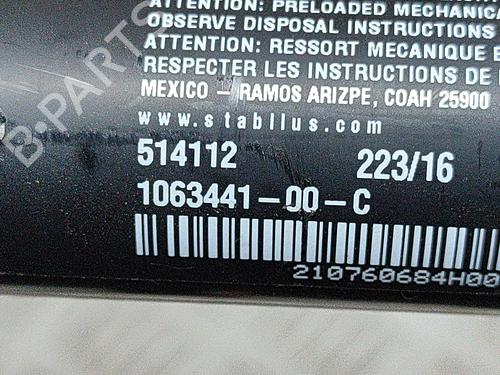 ATTENTION: PRELOADED MECHANICA
OBSERVE DISPOSAL INSTRUCTIONS
ATTENTION: RESSORT MECANIQUE E
RESPECTER LES INSTRUCTIONS DE
MEXICO – RAMOS ARIZPE, COAH 25900
www.stabilus.com
514112 223/16
1063441-00-C
210760684H00
B-PARTS